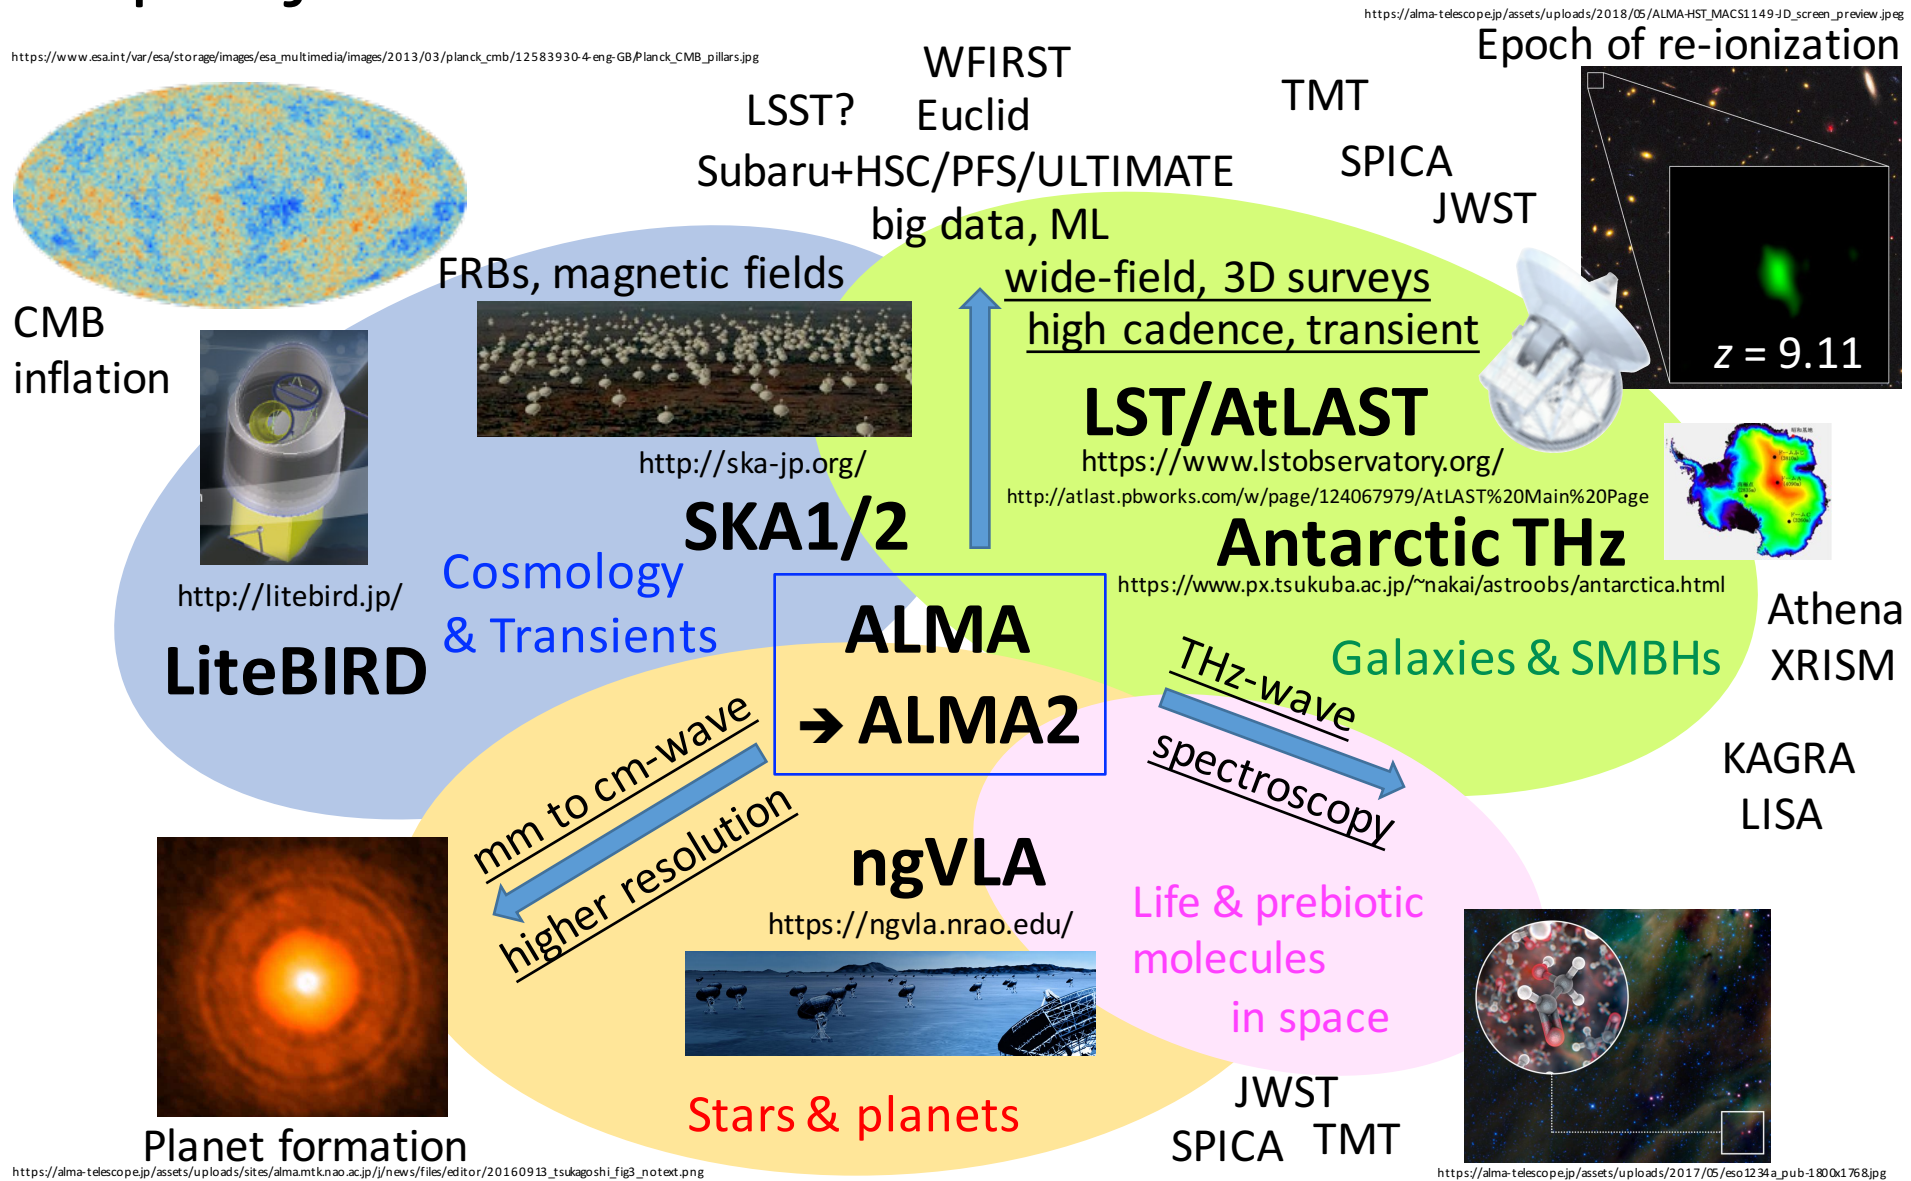 https://alma-telescope.jp/assets/uploads/2018/05/ALMA-HST_MACS1149-JD_screen_preview.jpeg
https://www.esa.int/var/esa/storage/images/esa_multimedia/images/2013/03/planck_cmb/12583930-4-eng-GB/Planck_CMB_pillars.jpg
Epoch of re-ionization
WFIRST
LSST?
Euclid
TMT
SPICA
JWST
Subaru+HSC/PFS/ULTIMATE
big data, ML
FRBs, magnetic fields
wide-field, 3D surveys
high cadence, transient
z = 9.11
CMB
inflation
LST/AtLAST
https://www.lstobservatory.org/
http://atlast.pbworks.com/w/page/124067979/AtLAST%20Main%20Page
http://ska-jp.org/
SKA1/2
Antarctic THz
https://www.px.tsukuba.ac.jp/~nakai/astroobs/antarctica.html
Cosmology
& Transients
http://litebird.jp/
LiteBIRD
ALMA
➔ ALMA2
Galaxies & SMBHs
Athena
XRISM
KAGRA
LISA
THz-wave
spectroscopy
mm to cm-wave
higher resolution
ngVLA
https://ngvla.nrao.edu/
Life & prebiotic
molecules
in space
Stars & planets
JWST
SPICA
TMT
Planet formation
https://alma-telescope.jp/assets/uploads/sites/alma.mtk.nao.ac.jp/j/news/files/editor/20160913_tsukagoshi_fig3_notext.png
https://alma-telescope.jp/assets/uploads/2017/05/eso1234a_pub-1800x1768.jpg